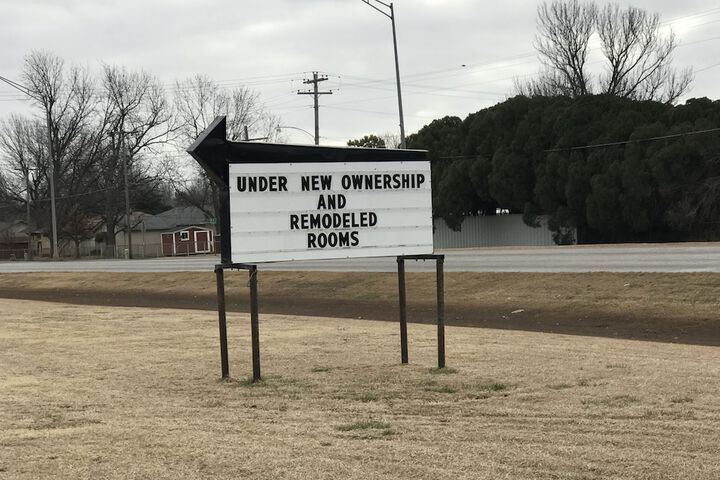 UNDER NEW OWNERSHIP
AND
REMODELED
ROOMS